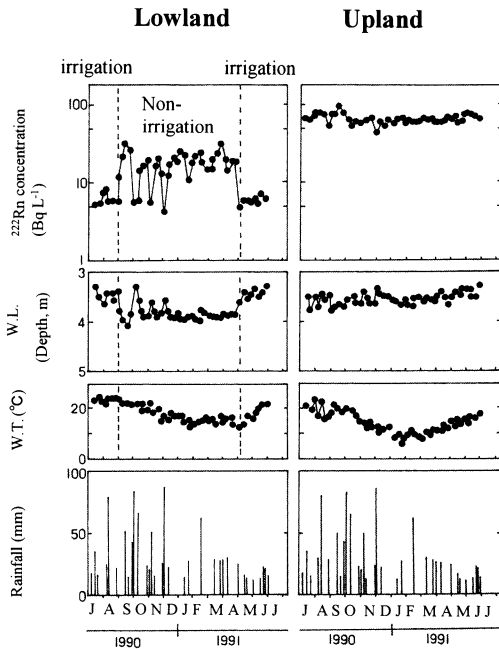 Lowland Upland
irrigation irrigation
Non-
irrigation
²²²Rn concentration
(Bq L⁻¹)
100
10
1
W.L.
(Depth, m)
3
4
5
W.T. (°C)
20
0
Rainfall (mm)
100
50
0
J A S O N D J F M A M J J
1990 1991
J A S O N D J F M A M J J
1990 1991